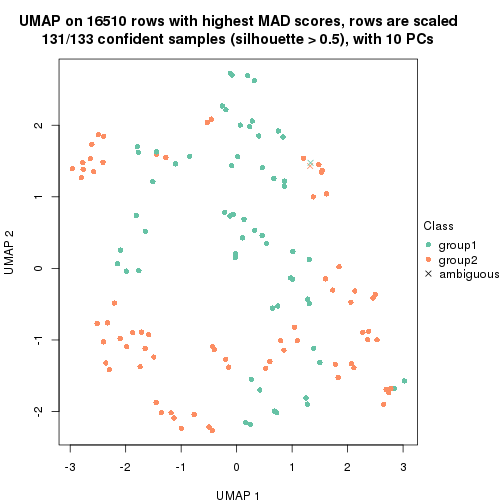 UMAP on 16510 rows with highest MAD scores, rows are scaled
131/133 confident samples (silhouette > 0.5), with 10 PCs
UMAP 2
2
1
0
-1
-2
-3
-2
-1
0
1
2
3
UMAP 1
Class
group1
group2
ambiguous